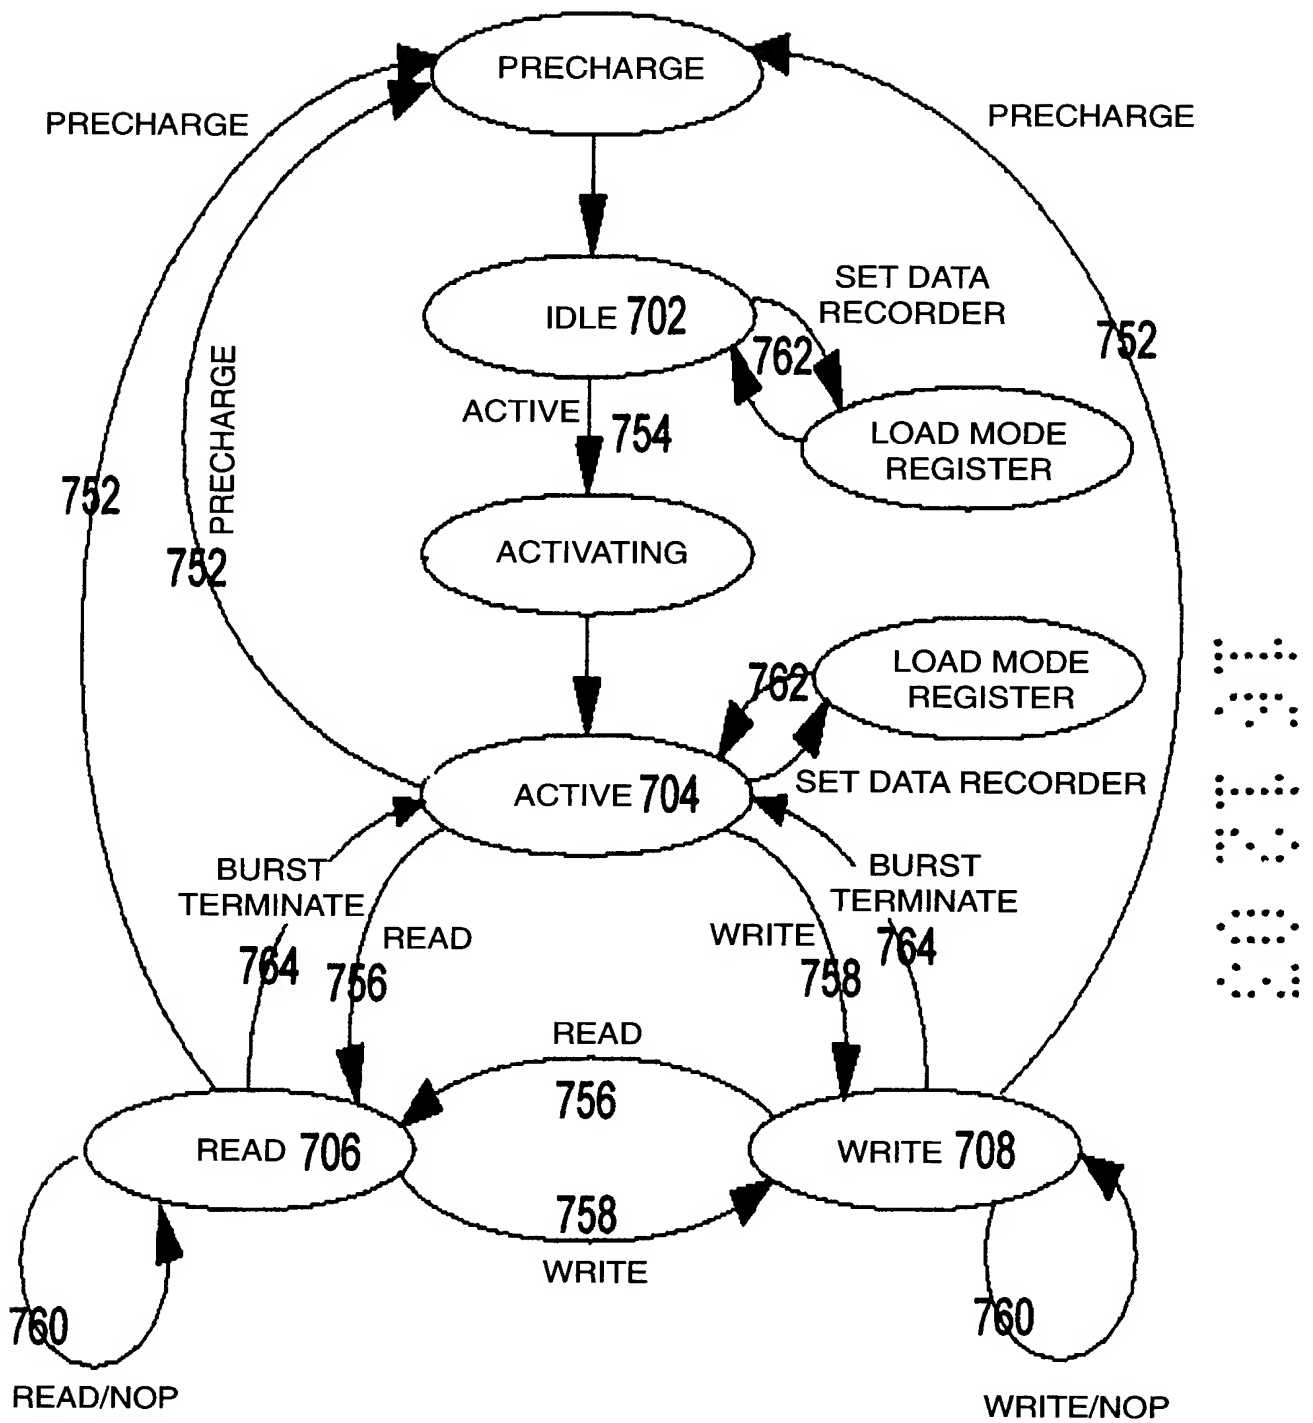 PRECHARGE
PRECHARGE
PRECHARGE
SET DATA
RECORDER
IDLE 702
752
762
PRECHARGE
ACTIVE
754
LOAD MODE
REGISTER
752
ACTIVATING
752
LOAD MODE
REGISTER
762
SET DATA RECORDER
ACTIVE 704
BURST
TERMINATE
BURST
TERMINATE
READ
WRITE
764
756
758
764
READ
756
READ 706
WRITE 708
758
WRITE
760
760
READ/NOP
WRITE/NOP